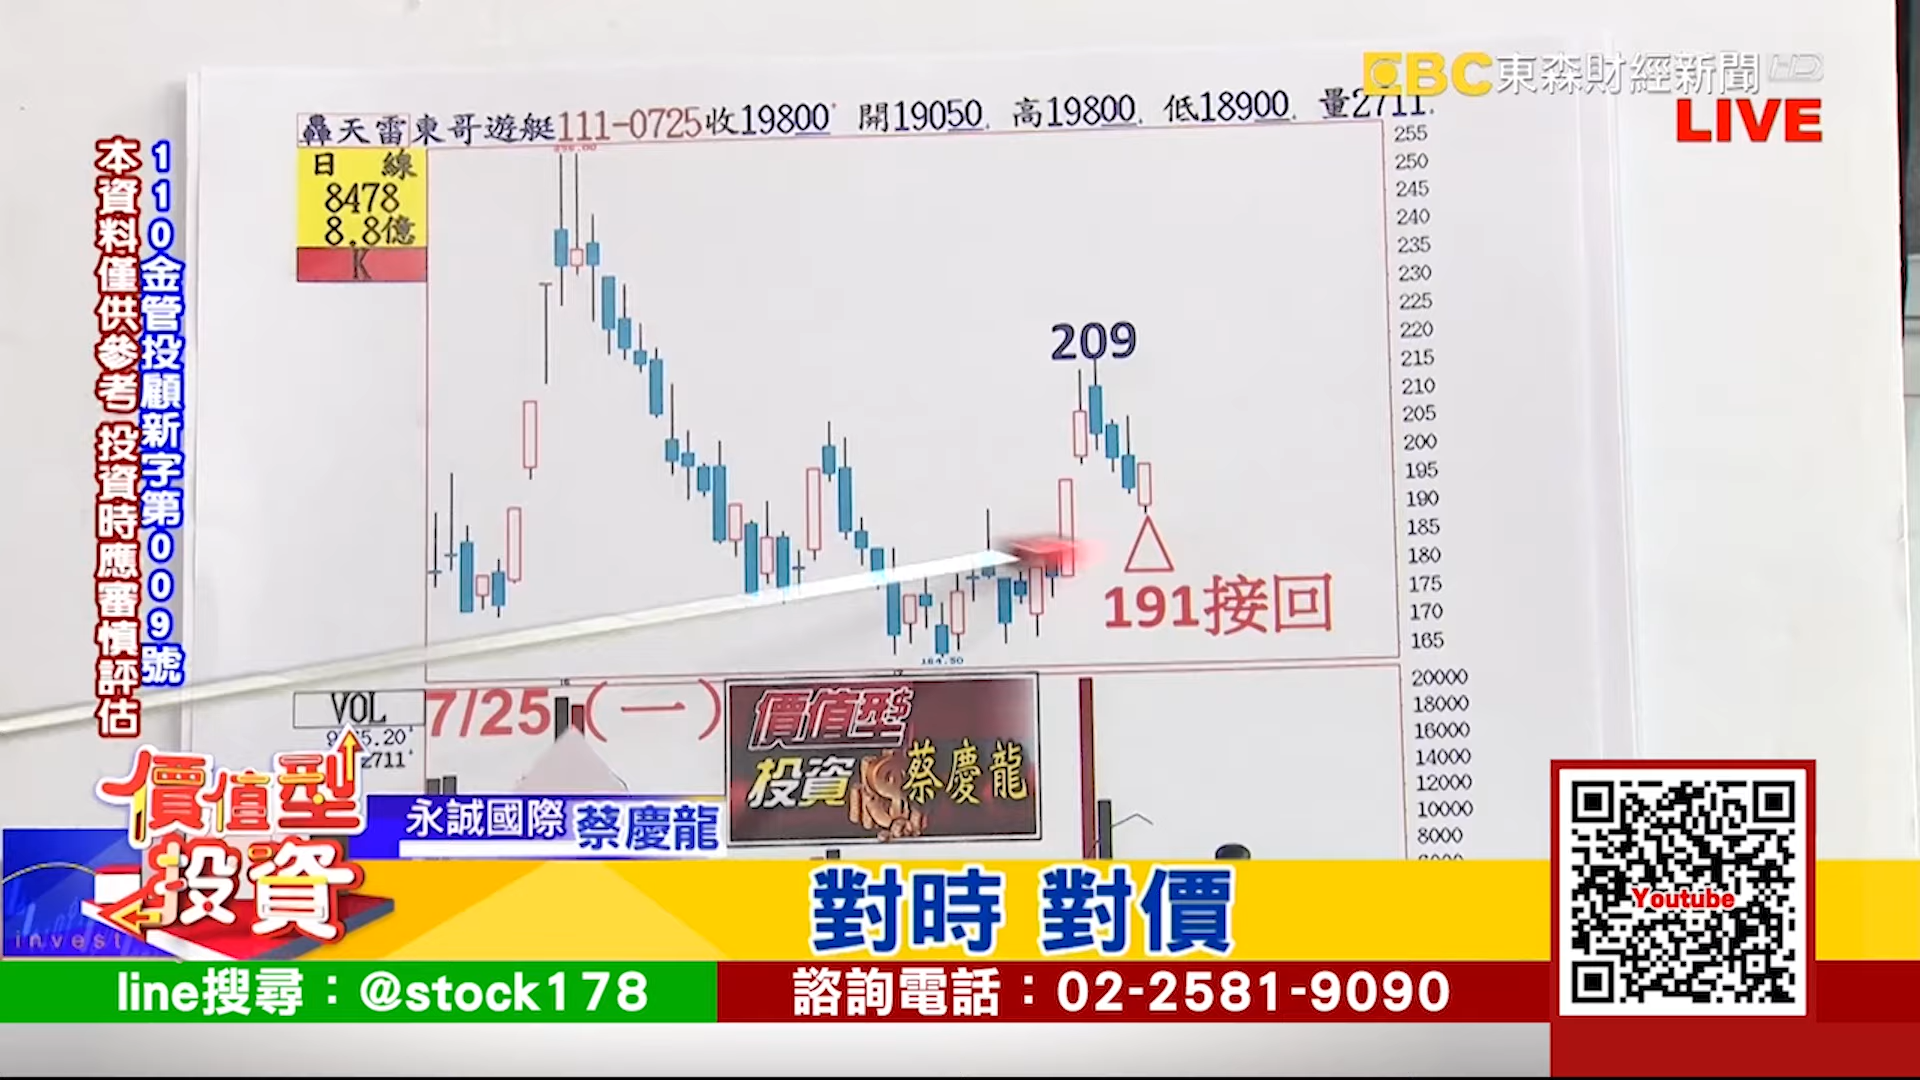 EBC東森財經新聞HD
LIVE
轟天雷東哥遊艇111-0725收19800 開19050 高19800 低18900 量2711
日 線
8478
8.8億
K
255
250
245
240
235
230
225
220
215
210
205
200
195
190
185
180
175
170
165
209
191接回
164.50
本資料僅供參考 投資時應審慎評估
110金管投顧新字第009號
7/25(一)
VOL
20000
18000
16000
14000
12000
10000
8000
價值型
投資 蔡慶龍
價值型
投資
invest
永誠國際 蔡慶龍
對時 對價
line搜尋：@stock178
諮詢電話：02-2581-9090
Youtube